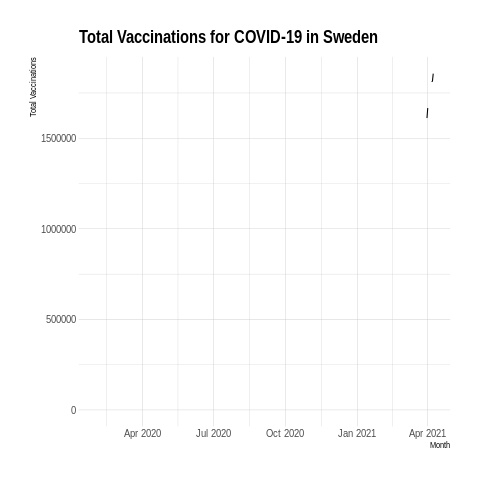 Total Vaccinations for COVID-19 in Sweden
Total Vaccinations
1500000
1000000
500000
0
Apr 2020 Jul 2020 Oct 2020 Jan 2021 Apr 2021
Month